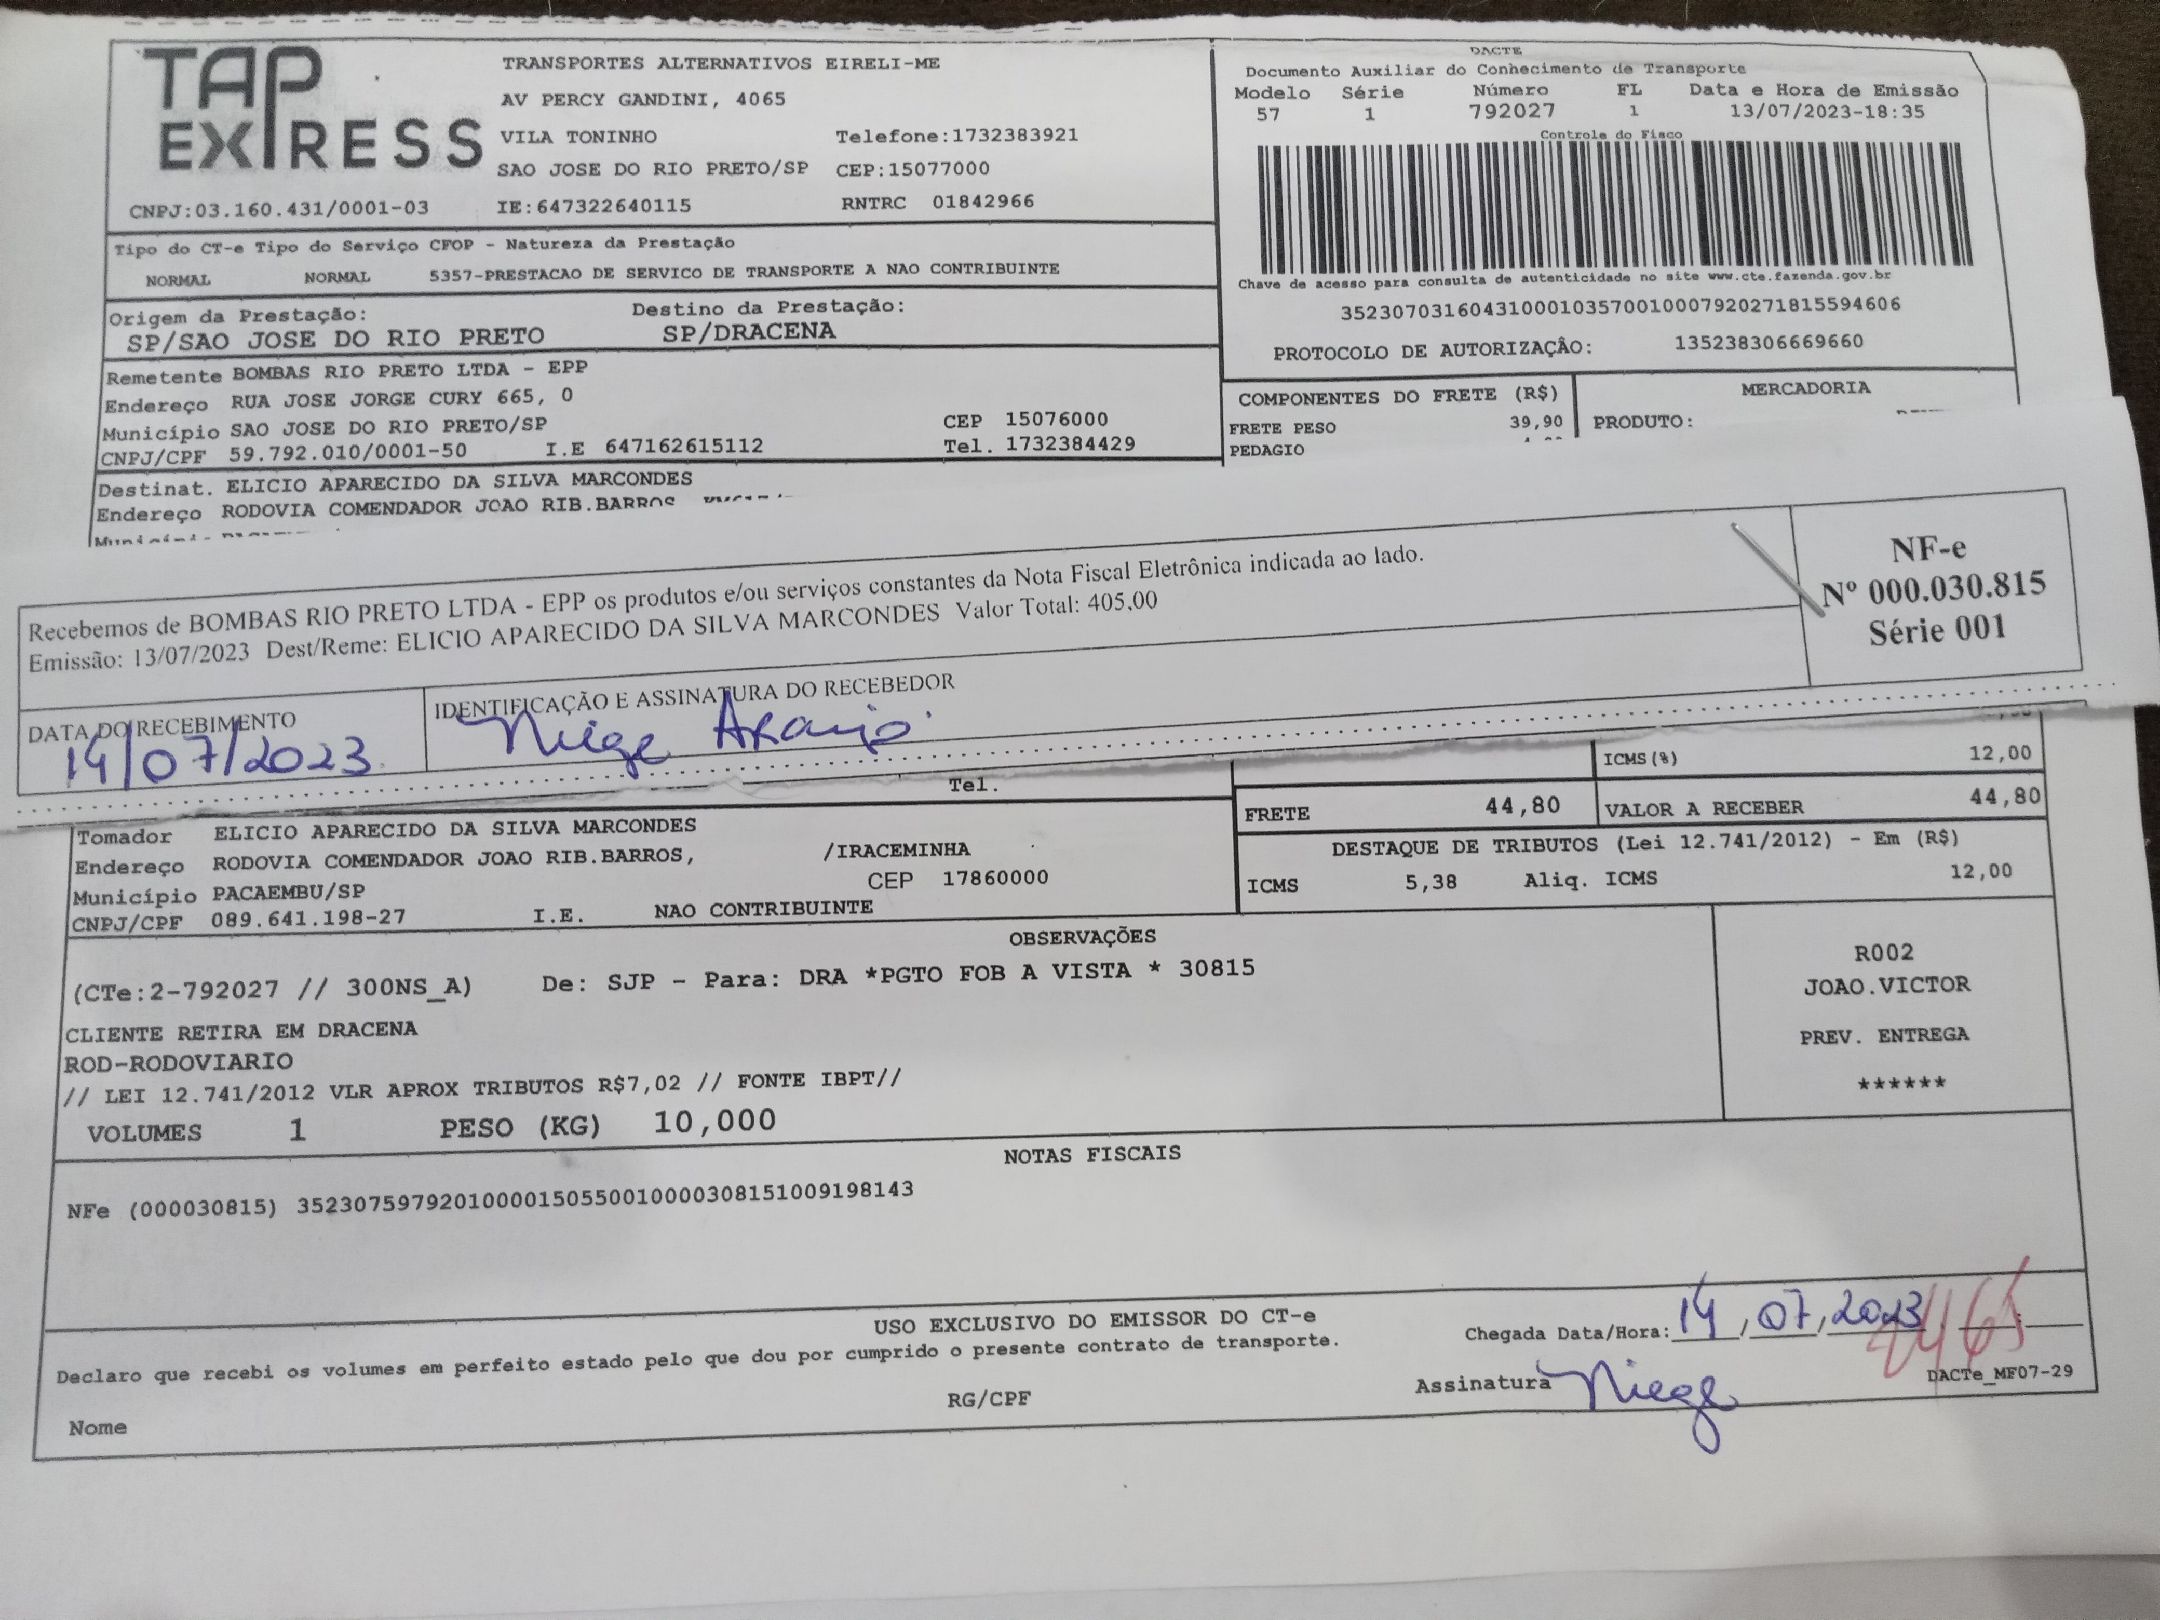 TAP EXPRESS
TRANSPORTES ALTERNATIVOS EIRELI-ME
AV PERCY GANDINI, 4065
VILA TONINHO Telefone:1732383921
SAO JOSE DO RIO PRETO/SP CEP:15077000
CNPJ:03.160.431/0001-03 IE:647322640115 RNTRC 01842966
DACTE
Documento Auxiliar do Conhecimento de Transporte
Modelo Série Número FL Data e Hora de Emissão
57 1 792027 1 13/07/2023-18:35
Controle do Fisco
Chave de acesso para consulta de autenticidade no site www.cte.fazenda.gov.br
35230703160431000103570010007920271815594606
PROTOCOLO DE AUTORIZAÇÂO: 135238306669660
Tipo do CT-e Tipo do Serviço CFOP - Natureza da Prestação
NORMAL NORMAL 5357-PRESTACAO DE SERVICO DE TRANSPORTE A NAO CONTRIBUINTE
Origem da Prestação: Destino da Prestação:
SP/SAO JOSE DO RIO PRETO SP/DRACENA
Remetente BOMBAS RIO PRETO LTDA - EPP
Endereço RUA JOSE JORGE CURY 665, 0
Município SAO JOSE DO RIO PRETO/SP CEP 15076000
CNPJ/CPF 59.792.010/0001-50 I.E 647162615112 Tel. 1732384429
COMPONENTES DO FRETE (R$) MERCADORIA
FRETE PESO 39,90 PRODUTO:
PEDAGIO
Destinat. ELICIO APARECIDO DA SILVA MARCONDES
Endereço RODOVIA COMENDADOR JOAO RIB.BARROS
Recebemos de BOMBAS RIO PRETO LTDA - EPP os produtos e/ou serviços constantes da Nota Fiscal Eletrônica indicada ao lado.
Emissão: 13/07/2023 Dest/Reme: ELICIO APARECIDO DA SILVA MARCONDES Valor Total: 405,00
NF-e
Nº 000.030.815
Série 001
DATA DO RECEBIMENTO IDENTIFICAÇÃO E ASSINATURA DO RECEBEDOR
14/07/2023 Niege Araujo
Tel.
ICMS(%) 12,00
FRETE 44,80 VALOR A RECEBER 44,80
Tomador ELICIO APARECIDO DA SILVA MARCONDES
Endereço RODOVIA COMENDADOR JOAO RIB.BARROS, /IRACEMINHA
Município PACAEMBU/SP CEP 17860000
CNPJ/CPF 089.641.198-27 I.E. NAO CONTRIBUINTE
DESTAQUE DE TRIBUTOS (Lei 12.741/2012) - Em (R$)
ICMS 5,38 Aliq. ICMS 12,00
OBSERVAÇÕES
(CTe:2-792027 // 300NS_A) De: SJP - Para: DRA *PGTO FOB A VISTA * 30815
CLIENTE RETIRA EM DRACENA
ROD-RODOVIARIO
// LEI 12.741/2012 VLR APROX TRIBUTOS R$7,02 // FONTE IBPT//
VOLUMES 1 PESO (KG) 10,000
R002
JOAO.VICTOR
PREV. ENTREGA
******
NOTAS FISCAIS
NFe (000030815) 35230759792010000150550010000308151009198143
USO EXCLUSIVO DO EMISSOR DO CT-e
Declaro que recebi os volumes em perfeito estado pelo que dou por cumprido o presente contrato de transporte.
Chegada Data/Hora: 14/07/2023
Nome RG/CPF Assinatura Niege
DACTe_MF07-29